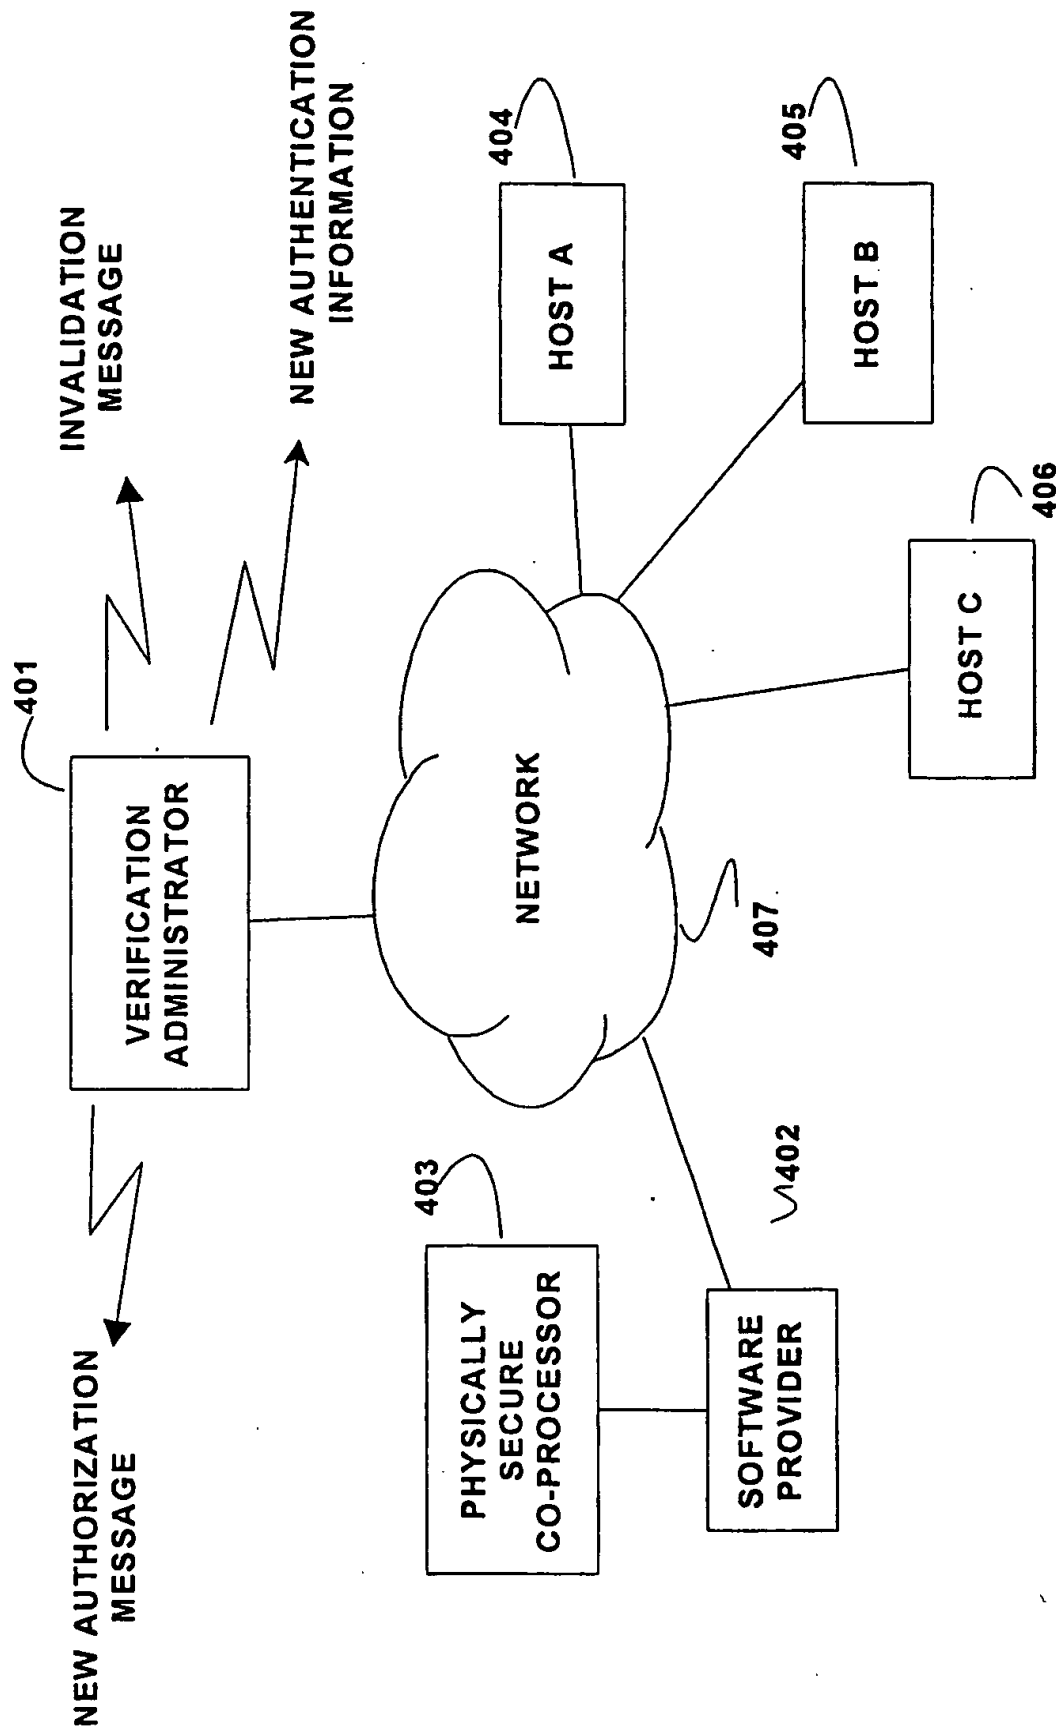 NEW AUTHORIZATION
MESSAGE
401
INVALIDATION
MESSAGE
NEW AUTHENTICATION
INFORMATION
VERIFICATION
ADMINISTRATOR
403
PHYSICALLY
SECURE
CO-PROCESSOR
NETWORK
404
HOST A
402
SOFTWARE
PROVIDER
407
405
HOST B
HOST C
406